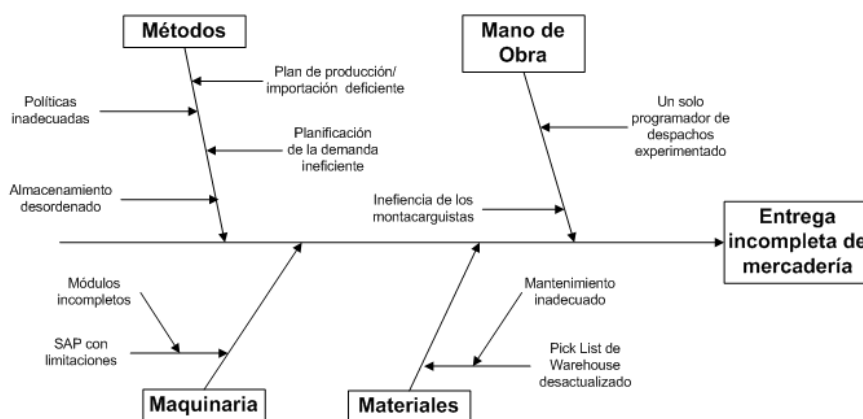 Métodos
Mano de
Obra
Plan de producción/
importación deficiente
Políticas
inadecuadas
Un solo
programador de
despachos
experimentado
Planificación
de la demanda
ineficiente
Almacenamiento
desordenado
Inefiencia de los
montacarguistas
Entrega
incompleta de
mercadería
Módulos
incompletos
Mantenimiento
inadecuado
SAP con
limitaciones
Pick List de
Warehouse
desactualizado
Maquinaria
Materiales